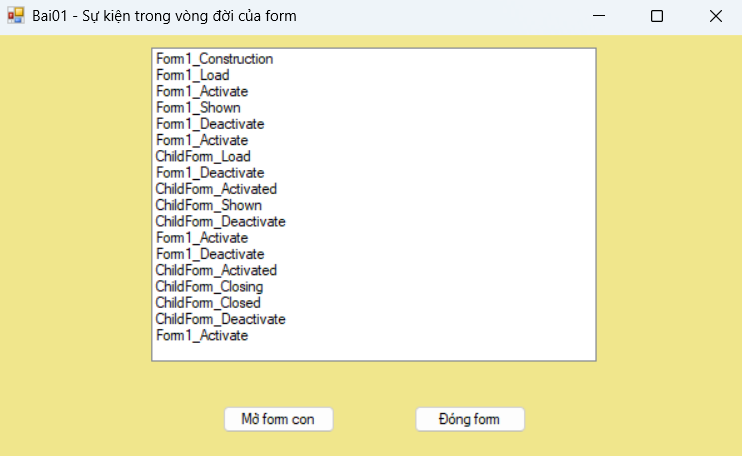 Bai01 - Sự kiện trong vòng đời của form
Form1_Construction
Form1_Load
Form1_Activate
Form1_Shown
Form1_Deactivate
Form1_Activate
ChildForm_Load
Form1_Deactivate
ChildForm_Activated
ChildForm_Shown
ChildForm_Deactivate
Form1_Activate
Form1_Deactivate
ChildForm_Activated
ChildForm_Closing
ChildForm_Closed
ChildForm_Deactivate
Form1_Activate
Mở form con
Đóng form